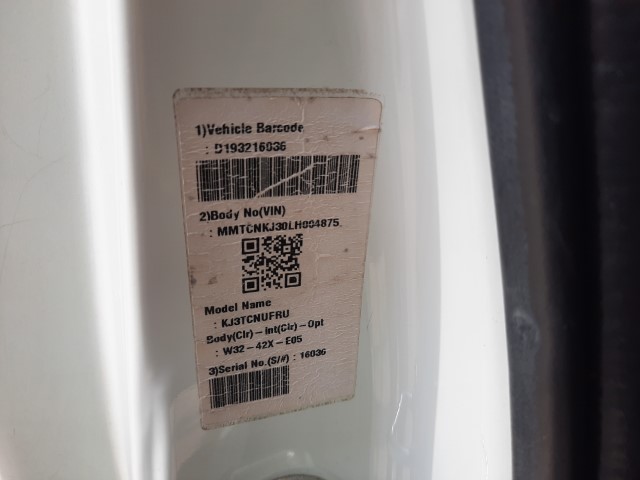 1)Vehicle Barcode
: D193216036
2)Body No(VIN)
: MMTCNKJ30LH004875.
Model Name
: KJ3TCNUFRU
Body(Clr)-Int(Clr)-Opt
: W32-42X-E05
3)Serial No.(S/#) : 16036